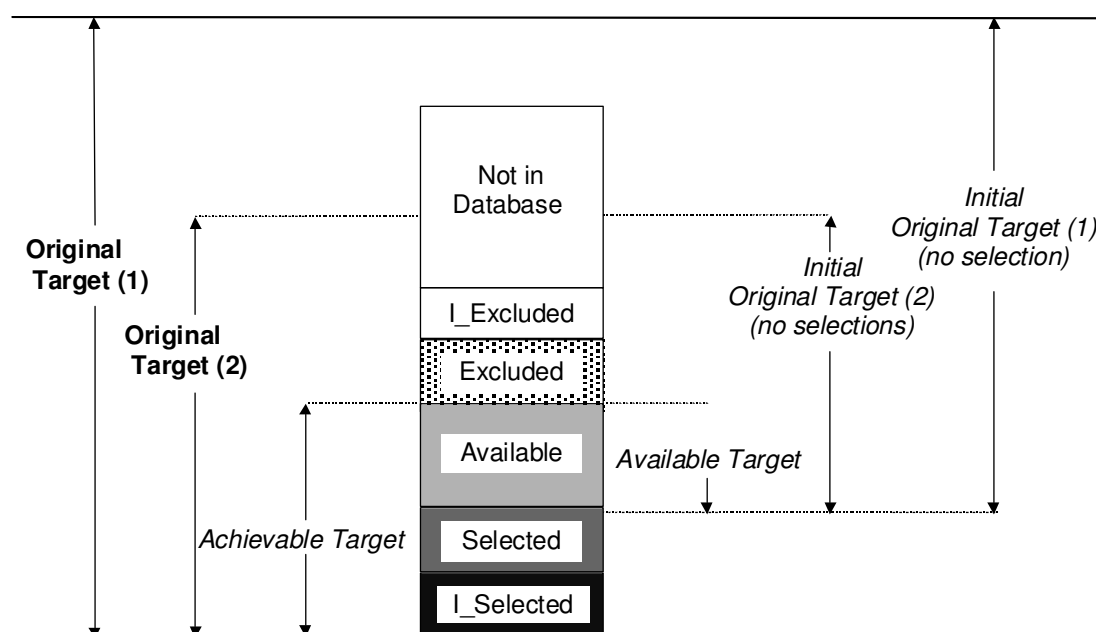 Not in
Database
Initial
Original Target (1)
(no selection)
Original
Target (1)
Initial
Original Target (2)
(no selections)
I_Excluded
Original
Target (2)
Excluded
Available
Available Target
Achievable Target
Selected
I_Selected